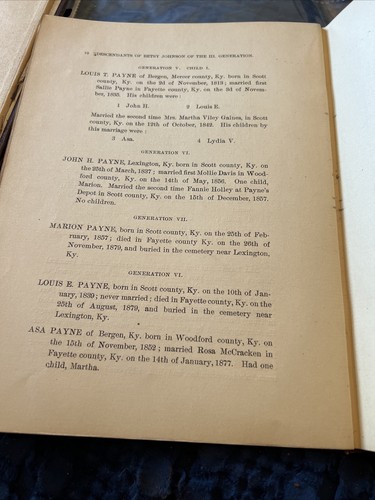 QDESCENDANTS OF BETSY JOHNSON OF THE III. GENERATION.
GENERATION V. CHILD I.
LOUIS T. PAYNE of Bergen, Mercer county, Ky. born in Scott
county, Ky. on the 2d of November, 1812; married first
Sallie Payne in Fayette county, Ky. on the 3d of Novem-
ber, 1836. His children were:
1 John H. 2 Louis E.
Married the second time Mrs. Martha Viley Gaines, in Scott
county, Ky. on the 12th of October, 1849. His children by
this marriage were:
3 Asa. 4 Lydia V.
GENERATION VI.
JOHN H. PAYNE, Lexington, Ky. born in Scott county, Ky. on
the 25th of March, 1837; married first Mollie Davis in Wood-
ford county, Ky. on the 14th of May, 1856. One child,
Marion. Married the second time Fannie Holley at Payne's
Depot in Scott county, Ky. on the 15th of December, 1857.
No children.
GENERATION VII.
MARION PAYNE, born in Scott county, Ky. on the 25th of Feb-
ruary, 1857; died in Fayette county, Ky. on the 26th of
November, 1879, and buried in the cemetery near Lexington,
Ky.
GENERATION VI.
LOUIS E. PAYNE, born in Scott county, Ky. on the 10th of Jan-
uary, 1839; never married; died in Fayette county, Ky. on the
25th of August, 1879, and buried in the cemetery near
Lexington, Ky.
ASA PAYNE of Bergen, Ky. born in Woodford county, Ky. on
the 15th of November, 1852; married Rosa McCracken in
Fayette county, Ky. on the 14th of January, 1877. Had one
child, Martha.